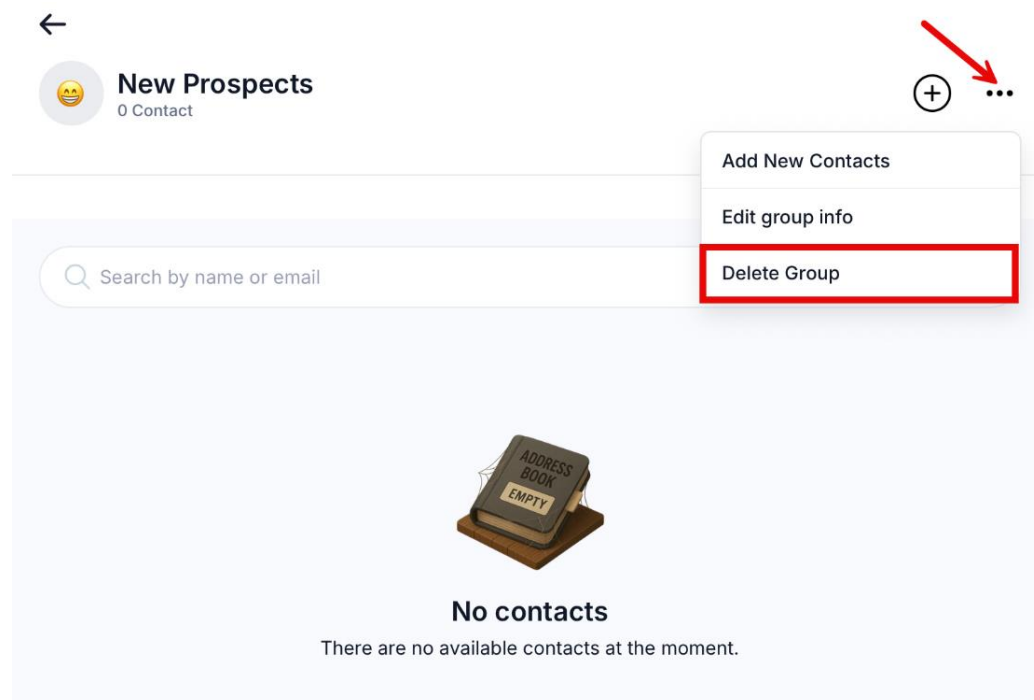 New Prospects
0 Contact
Add New Contacts
Edit group info
Delete Group
Search by name or email
ADDRESS
BOOK
EMPTY
No contacts
There are no available contacts at the moment.